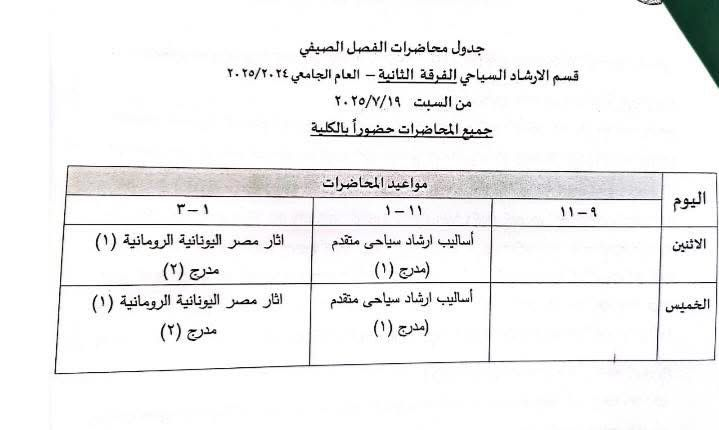 جدول محاضرات الفصل الصيفي
قسم الارشاد السياحي الفرقة الثانية – العام الجامعي ٢٠٢٥/٢٠٢٤
من السبت ٢٠٢٥/٧/١٩
جميع المحاضرات حضوراً بالكلية
اليوم
مواعيد المحاضرات
٩ – ١١
١١ – ١
١ – ٣
الاثنين
أساليب ارشاد سياحى متقدم
(مدرج (١)
اثار مصر اليونانية الرومانية (١)
مدرج (٢)
الخميس
أساليب ارشاد سياحى متقدم
(مدرج (١)
اثار مصر اليونانية الرومانية (١)
مدرج (٢)